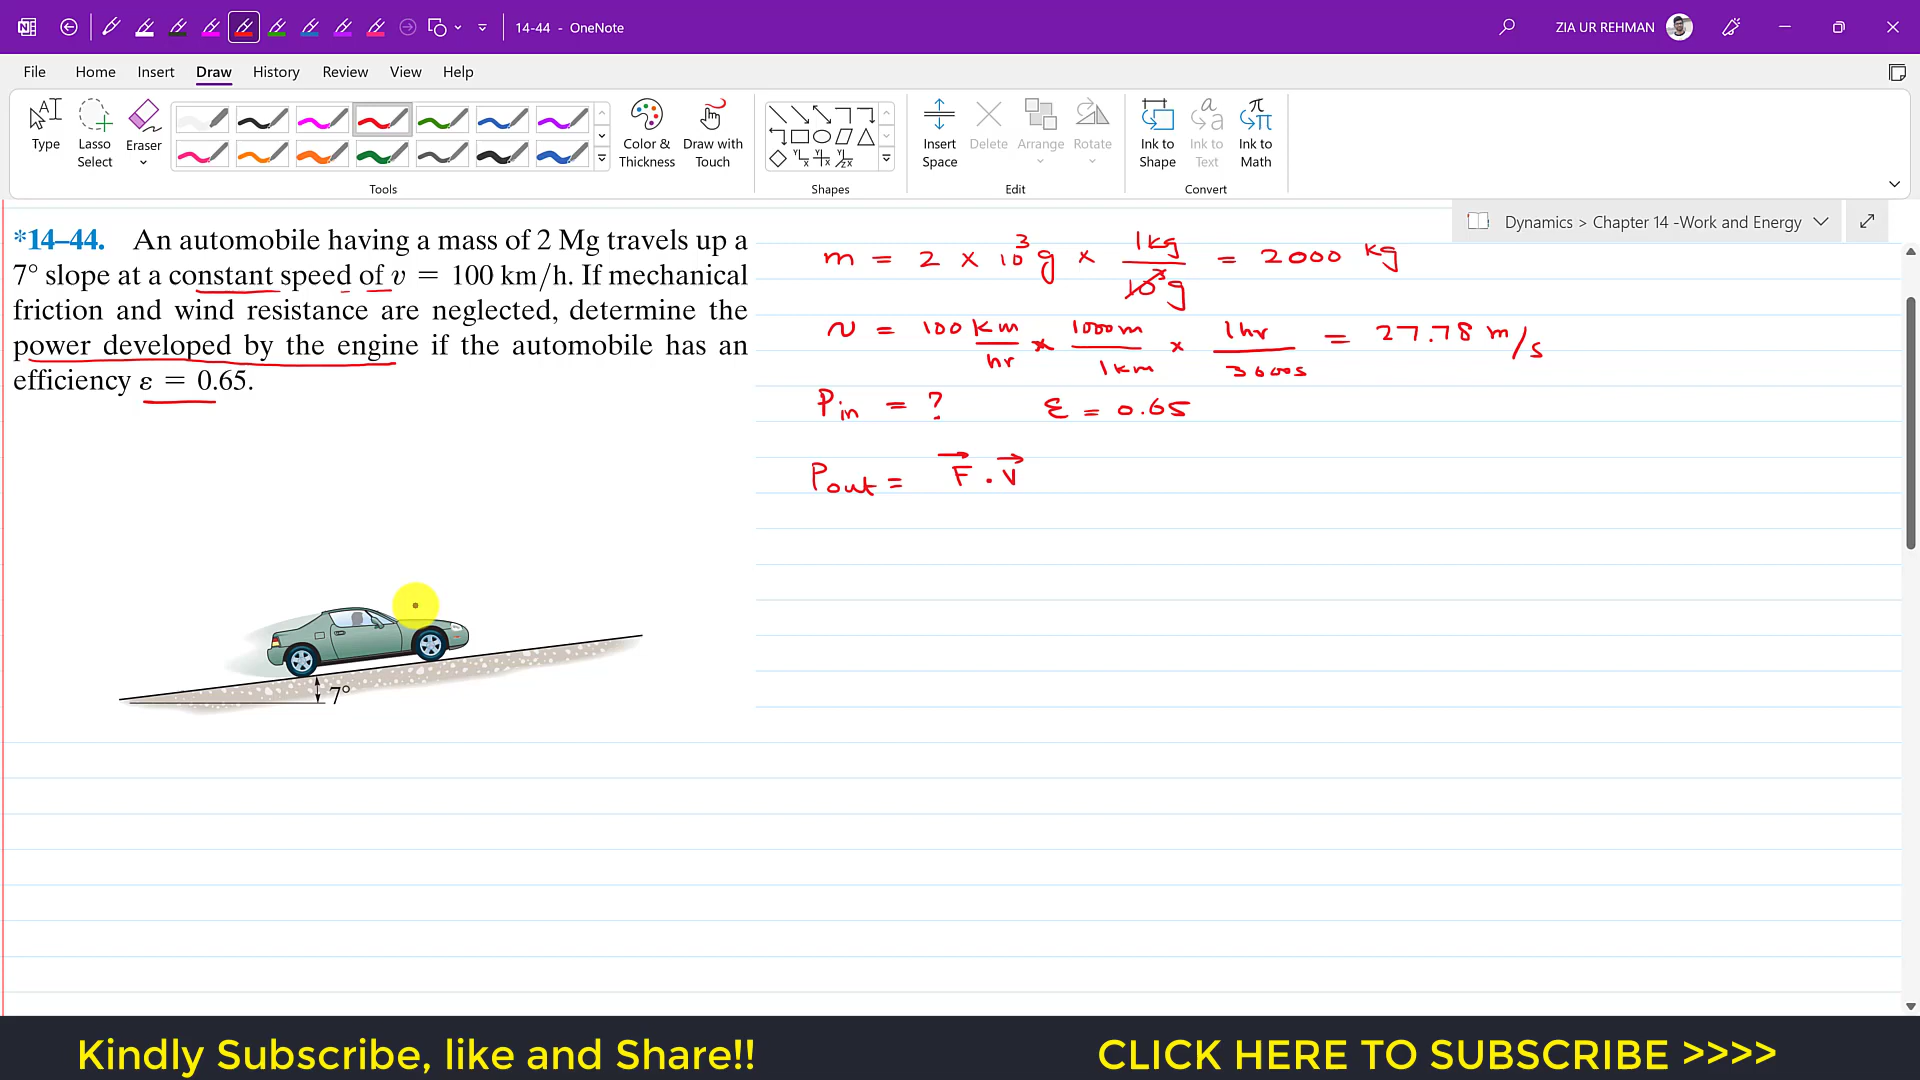 14-44 - OneNote
ZIA UR REHMAN
File Home Insert Draw History Review View Help
Type
Lasso Select
Eraser
Color & Thickness
Draw with Touch
Insert Space
Delete
Arrange
Rotate
Ink to Shape
Ink to Text
Ink to Math
Tools
Shapes
Edit
Convert
Dynamics > Chapter 14 -Work and Energy
*14–44. An automobile having a mass of 2 Mg travels up a
7° slope at a constant speed of v = 100 km/h. If mechanical
friction and wind resistance are neglected, determine the
power developed by the engine if the automobile has an
efficiency ε = 0.65.
7°
m = 2 × 10³ g × 1kg / 10³g = 2000 kg
v = 100 km/hr × 1000m/1km × 1hr/3600s = 27.78 m/s
Pin = ? ε = 0.65
Pout = F . V
Kindly Subscribe, like and Share!!
CLICK HERE TO SUBSCRIBE >>>>